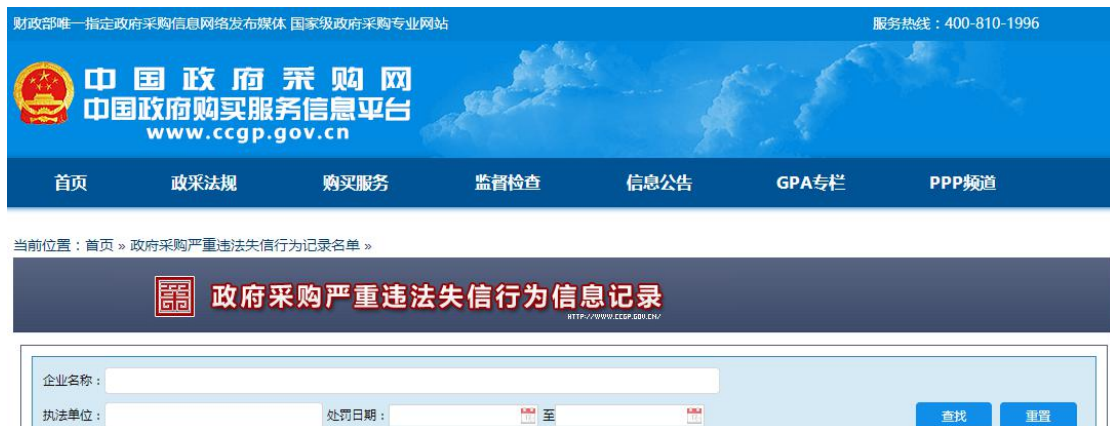 财政部唯一指定政府采购信息网络发布媒体 国家级政府采购专业网站 服务热线：400-810-1996
中国政府采购网
中国政府购买服务信息平台
www.ccgp.gov.cn
首页 政采法规 购买服务 监督检查 信息公告 GPA专栏 PPP频道
当前位置：首页 » 政府采购严重违法失信行为记录名单 »
政府采购严重违法失信行为信息记录
HTTP://WWW.CCGP.GOV.CN/
企业名称：
执法单位： 处罚日期： 至 查找 重置